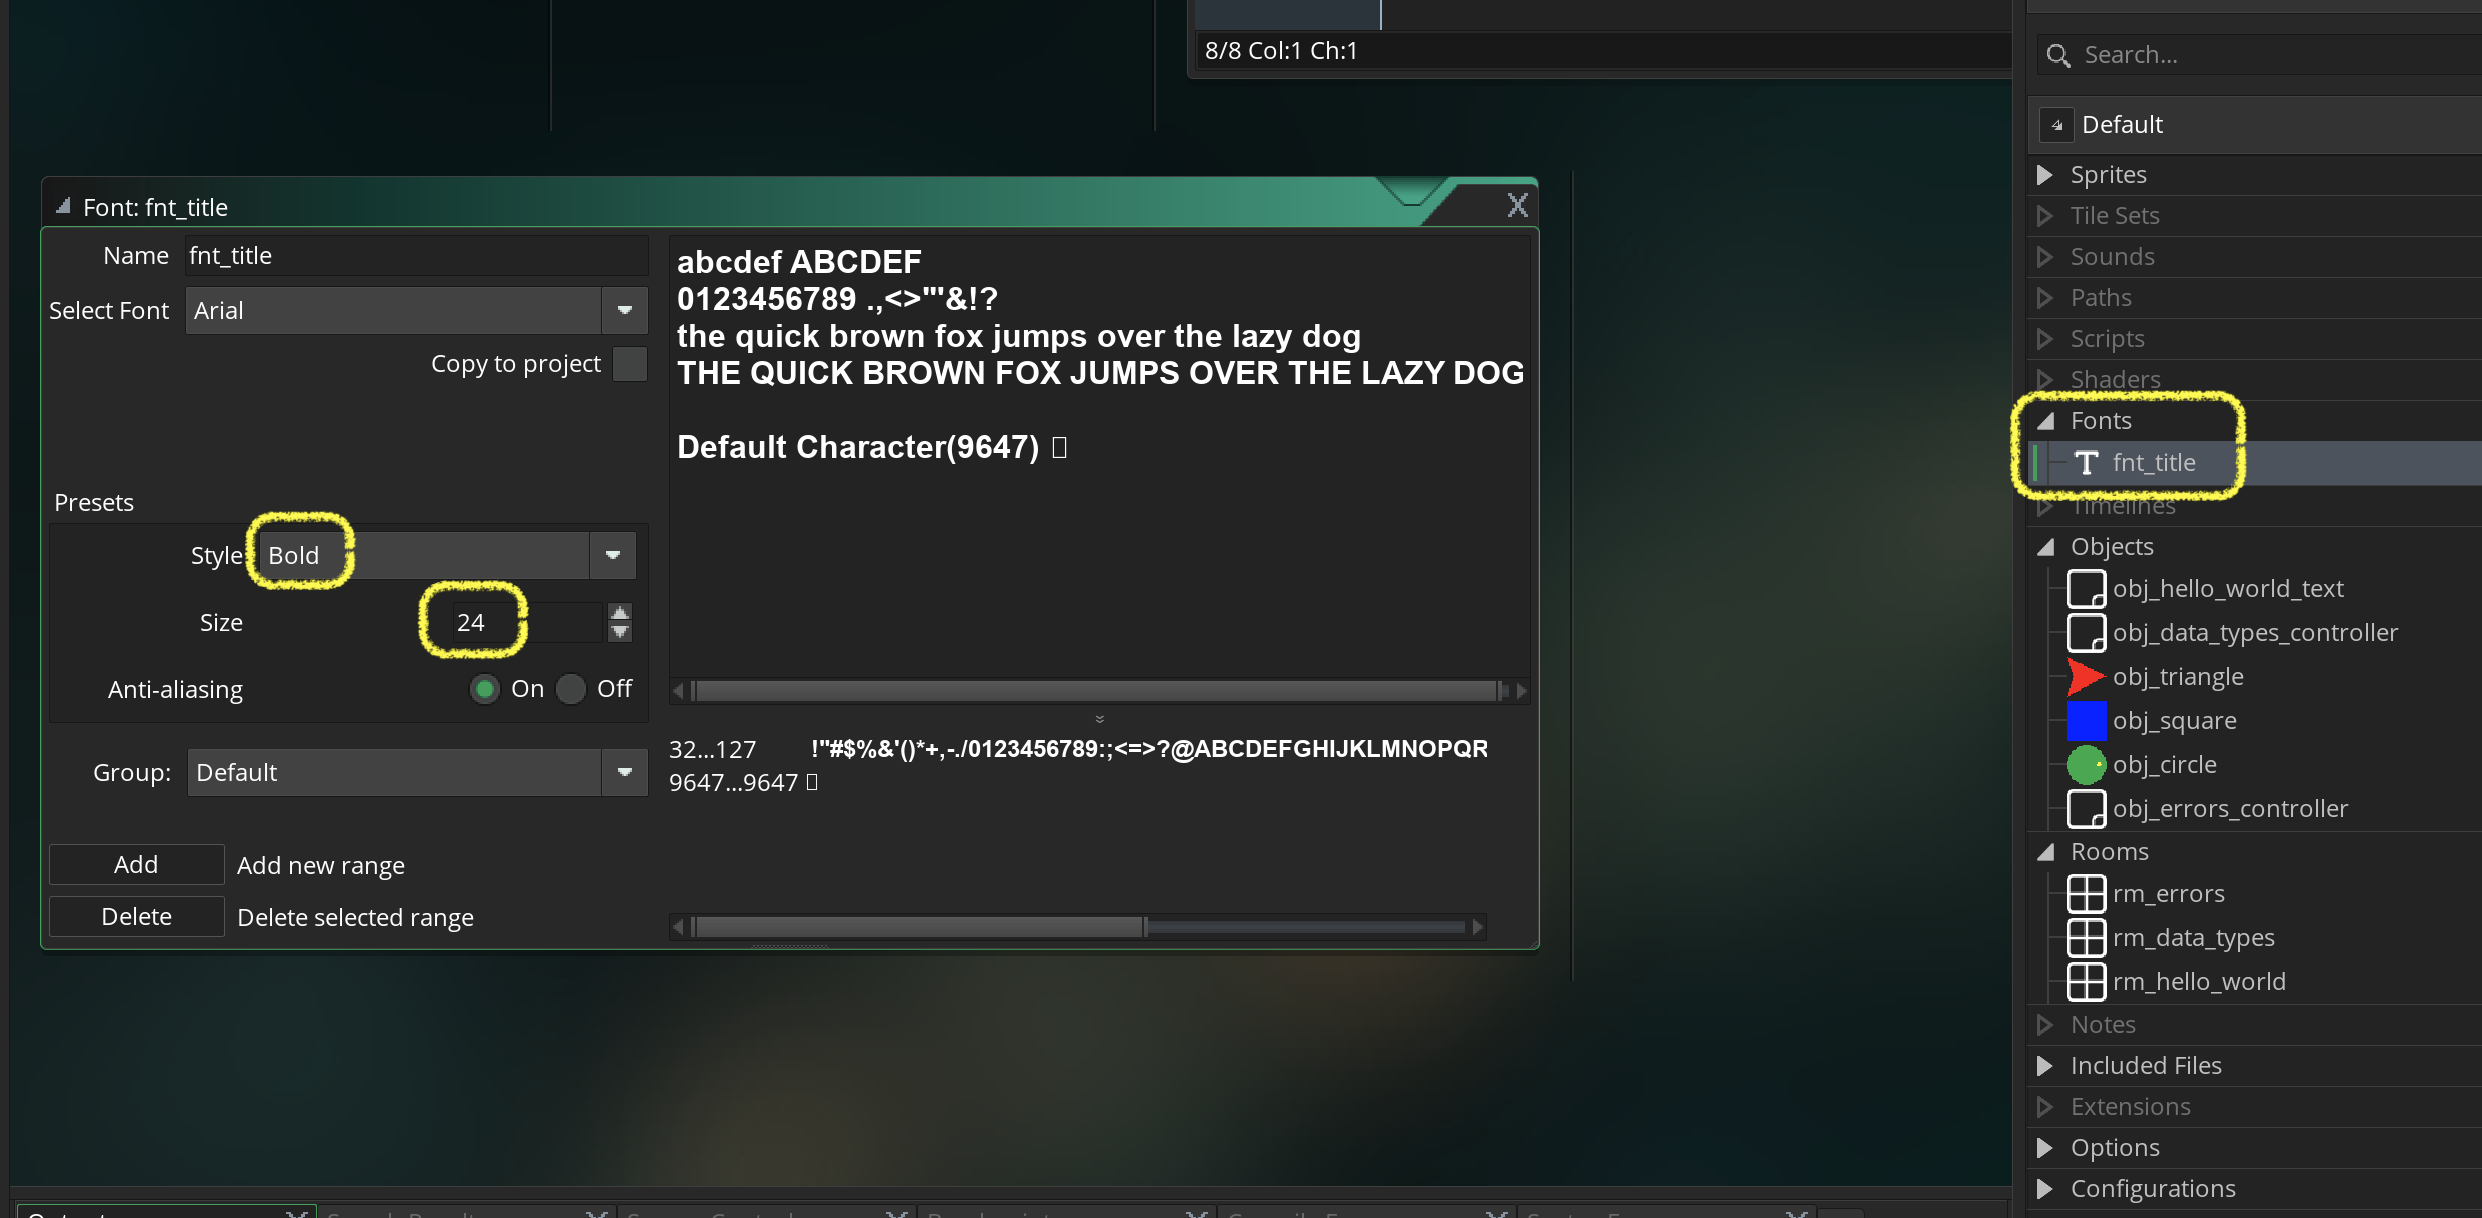 8/8 Col:1 Ch:1
Font: fnt_title
X
Name fnt_title
Select Font Arial
Copy to project
Presets
Style Bold
Size 24
Anti-aliasing On Off
Group: Default
Add Add new range
Delete Delete selected range
abcdef ABCDEF
0123456789 .,<>"'&!?
the quick brown fox jumps over the lazy dog
THE QUICK BROWN FOX JUMPS OVER THE LAZY DOG
Default Character(9647) ▯
32...127 !"#$%&'()*+,-./0123456789:;<=>?@ABCDEFGHIJKLMNOPQR
9647...9647 ▯
Search...
Default
Sprites
Tile Sets
Sounds
Paths
Scripts
Shaders
Fonts
T fnt_title
Timelines
Objects
obj_hello_world_text
obj_data_types_controller
obj_triangle
obj_square
obj_circle
obj_errors_controller
Rooms
rm_errors
rm_data_types
rm_hello_world
Notes
Included Files
Extensions
Options
Configurations